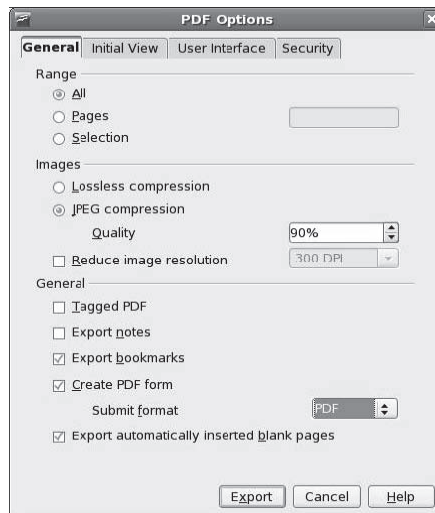 PDF Options
General Initial View User Interface Security
Range
All
Pages
Selection
Images
Lossless compression
JPEG compression
Quality 90%
Reduce image resolution 300 DPI
General
Tagged PDF
Export notes
Export bookmarks
Create PDF form
Submit format PDF
Export automatically inserted blank pages
Export Cancel Help